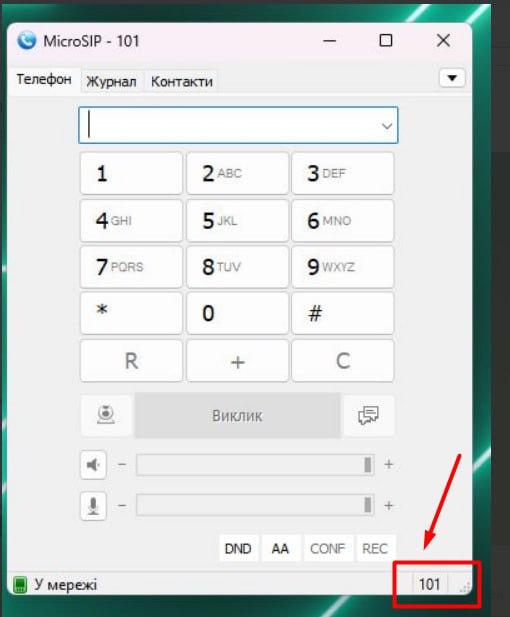 MicroSIP - 101
Телефон Журнал Контакти
1 2 ABC 3 DEF
4 GHI 5 JKL 6 MNO
7 PQRS 8 TUV 9 WXYZ
* 0 #
R + C
Виклик
- +
- +
DND AA CONF REC
У мережі 101